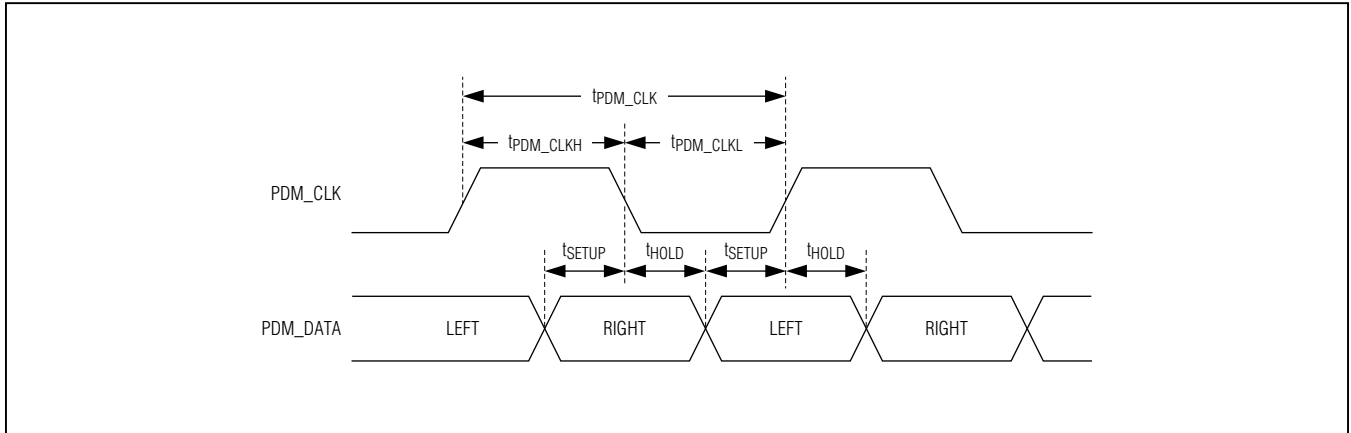 tPDM_CLK
tPDM_CLKH tPDM_CLKL
PDM_CLK
tSETUP tHOLD tSETUP tHOLD
PDM_DATA LEFT RIGHT LEFT RIGHT